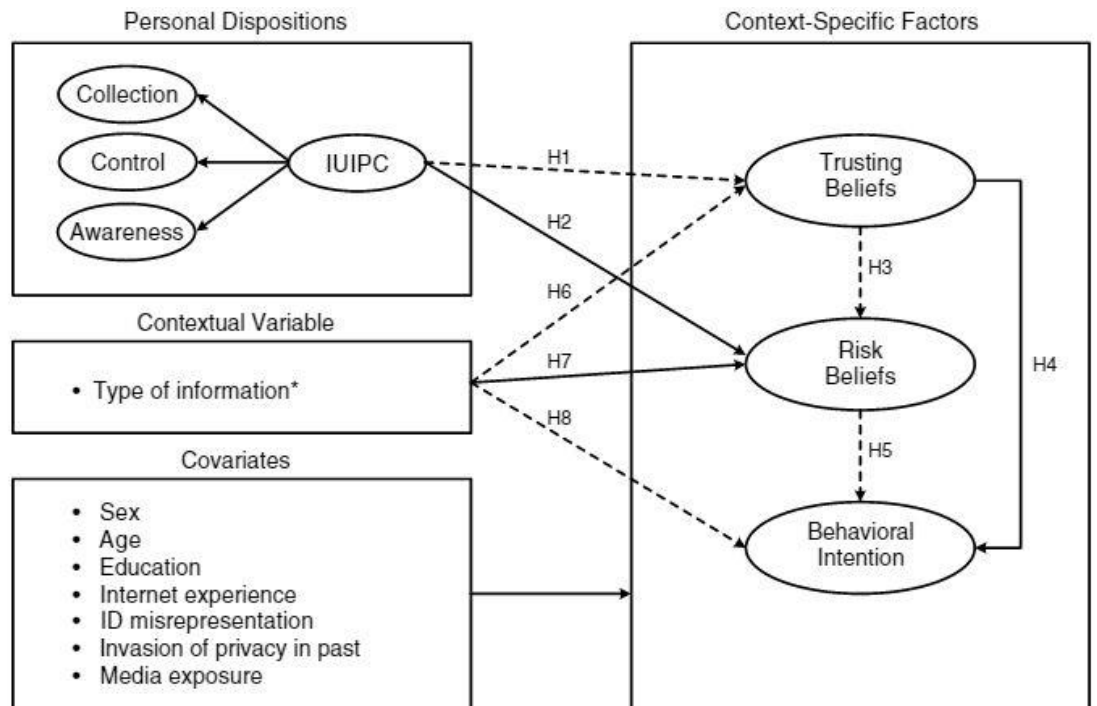 Personal Dispositions
Collection
Control
Awareness
IUIPC
Contextual Variable
• Type of information*
Covariates
• Sex
• Age
• Education
• Internet experience
• ID misrepresentation
• Invasion of privacy in past
• Media exposure
H1
H2
H6
H7
H8
Context-Specific Factors
Trusting
Beliefs
H3
Risk
Beliefs
H4
H5
Behavioral
Intention